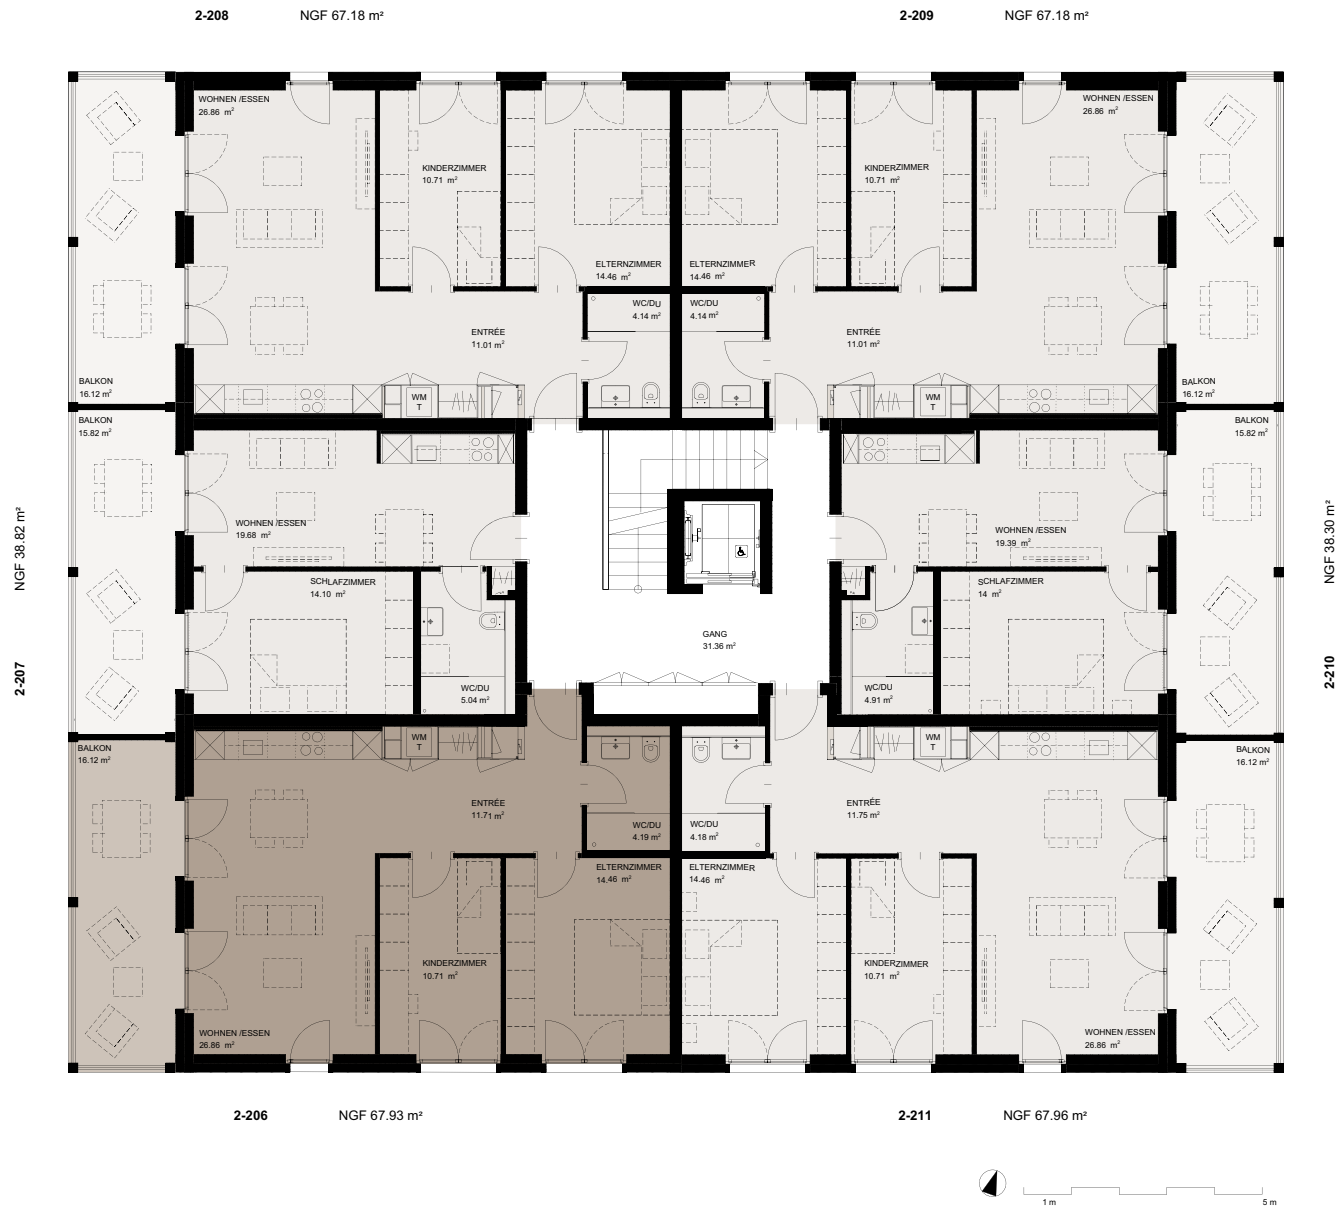 2-208 NGF 67.18 m²
2-209 NGF 67.18 m²
WOHNEN /ESSEN
26.86 m²
KINDERZIMMER
10.71 m²
ELTERNZIMMER
14.46 m²
WC/DU
4.14 m²
ENTRÉE
11.01 m²
WM
T
BALKON
16.12 m²
WOHNEN /ESSEN
26.86 m²
KINDERZIMMER
10.71 m²
ELTERNZIMMER
14.46 m²
WC/DU
4.14 m²
ENTRÉE
11.01 m²
WM
T
BALKON
16.12 m²
BALKON
15.82 m²
WOHNEN /ESSEN
19.68 m²
SCHLAFZIMMER
14.10 m²
WC/DU
5.04 m²
NGF 38.82 m²
2-207
GANG
31.36 m²
BALKON
15.82 m²
WOHNEN /ESSEN
19.39 m²
SCHLAFZIMMER
14 m²
WC/DU
4.91 m²
NGF 38.30 m²
2-210
BALKON
16.12 m²
WM
T
ENTRÉE
11.71 m²
WC/DU
4.19 m²
ELTERNZIMMER
14.46 m²
KINDERZIMMER
10.71 m²
WOHNEN /ESSEN
26.86 m²
BALKON
16.12 m²
WM
T
ENTRÉE
11.75 m²
WC/DU
4.18 m²
ELTERNZIMMER
14.46 m²
KINDERZIMMER
10.71 m²
WOHNEN /ESSEN
26.86 m²
2-206 NGF 67.93 m²
2-211 NGF 67.96 m²
1 m 5 m